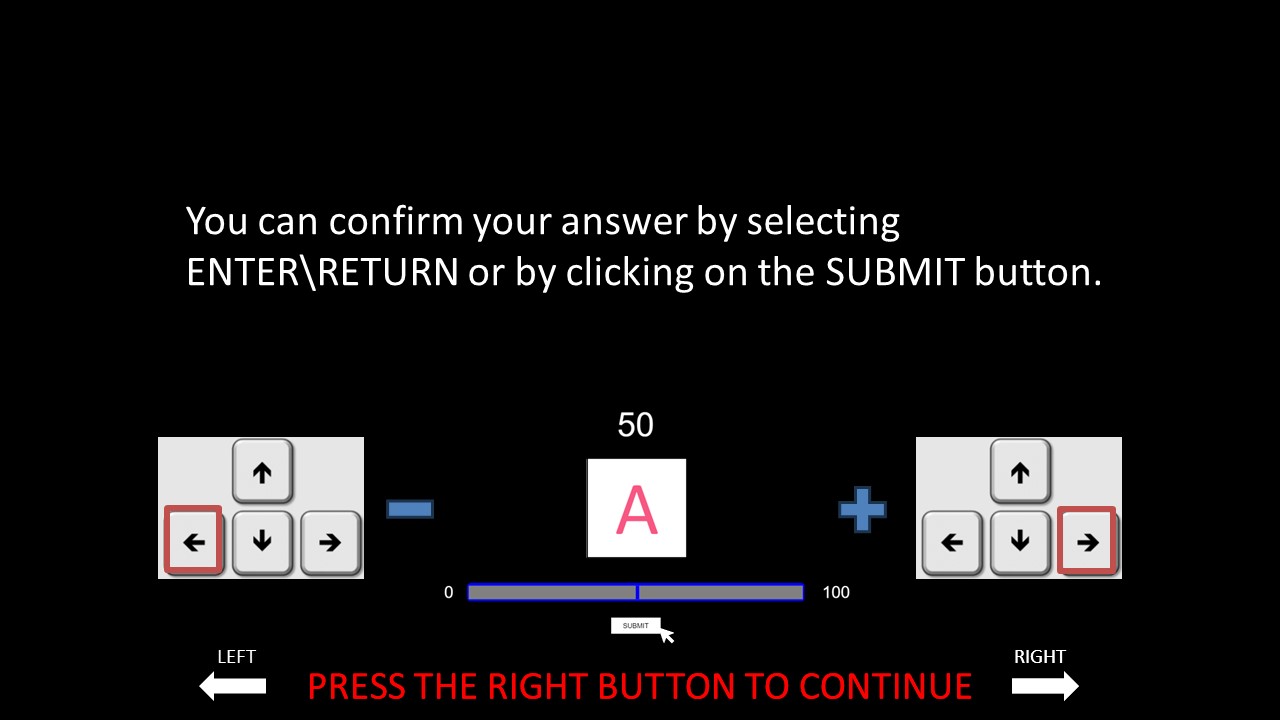 You can confirm your answer by selecting
ENTER\RETURN or by clicking on the SUBMIT button.
50
A
0
100
SUBMIT
LEFT
RIGHT
PRESS THE RIGHT BUTTON TO CONTINUE